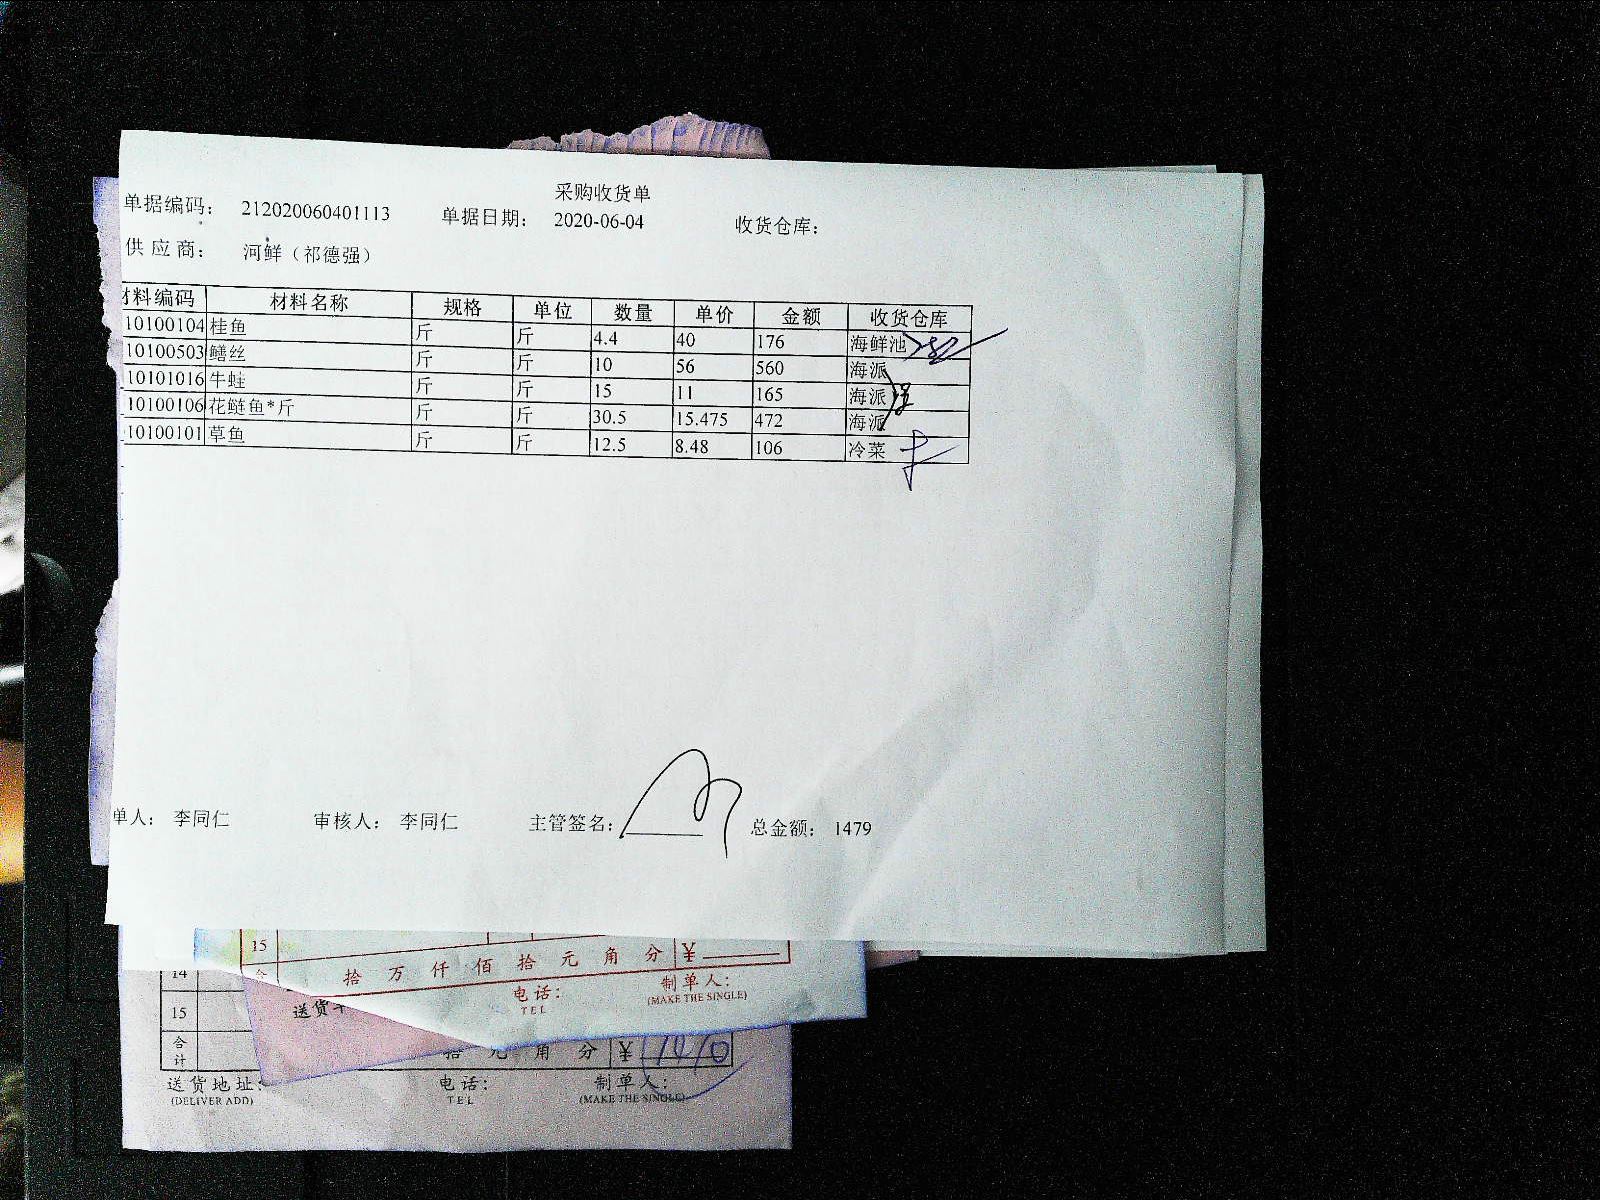 采购收货单
单据编码： 212020060401113 单据日期： 2020-06-04 收货仓库：
供 应 商： 河鲜（祁德强）
材料编码 材料名称 规格 单位 数量 单价 金额 收货仓库
10100104 桂鱼 斤 斤 4.4 40 176 海鲜池
10100503 鳝丝 斤 斤 10 56 560 海派
10101016 牛蛙 斤 斤 15 11 165 海派
10100106 花鲢鱼*斤 斤 斤 30.5 15.475 472 海派
10100101 草鱼 斤 斤 12.5 8.48 106 冷菜
单人： 李同仁 审核人： 李同仁 主管签名： 总金额： 1479
15
拾 万 仟 佰 拾 元 角 分 ¥
电话： 制单人：
TEL (MAKE THE SINGLE)
14
送货
15
合计 拾 元 角 分 ¥
送货地址： 电话： 制单人：
(DELIVER ADD) TEL (MAKE THE SINGLE)